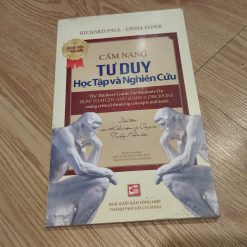 RICHARD PAUL - LINDA ELDER
CẨM NANG
TƯ DUY
Học Tập và Nghiên Cứu
The Thinker's Guide For Students On
HOW TO STUDY AND LEARN A DISCIPLINE
using critical thinking concepts and tools
NHÀ XUẤT BẢN TỔNG HỢP
THÀNH PHỐ HỒ CHÍ MINH